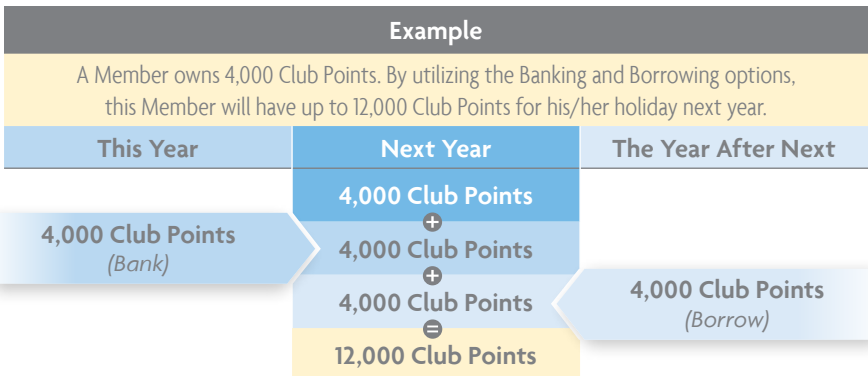 Example
A Member owns 4,000 Club Points. By utilizing the Banking and Borrowing options,
this Member will have up to 12,000 Club Points for his/her holiday next year.
This Year
Next Year
The Year After Next
4,000 Club Points
(Bank)
4,000 Club Points
+
4,000 Club Points
+
4,000 Club Points
=
12,000 Club Points
4,000 Club Points
(Borrow)